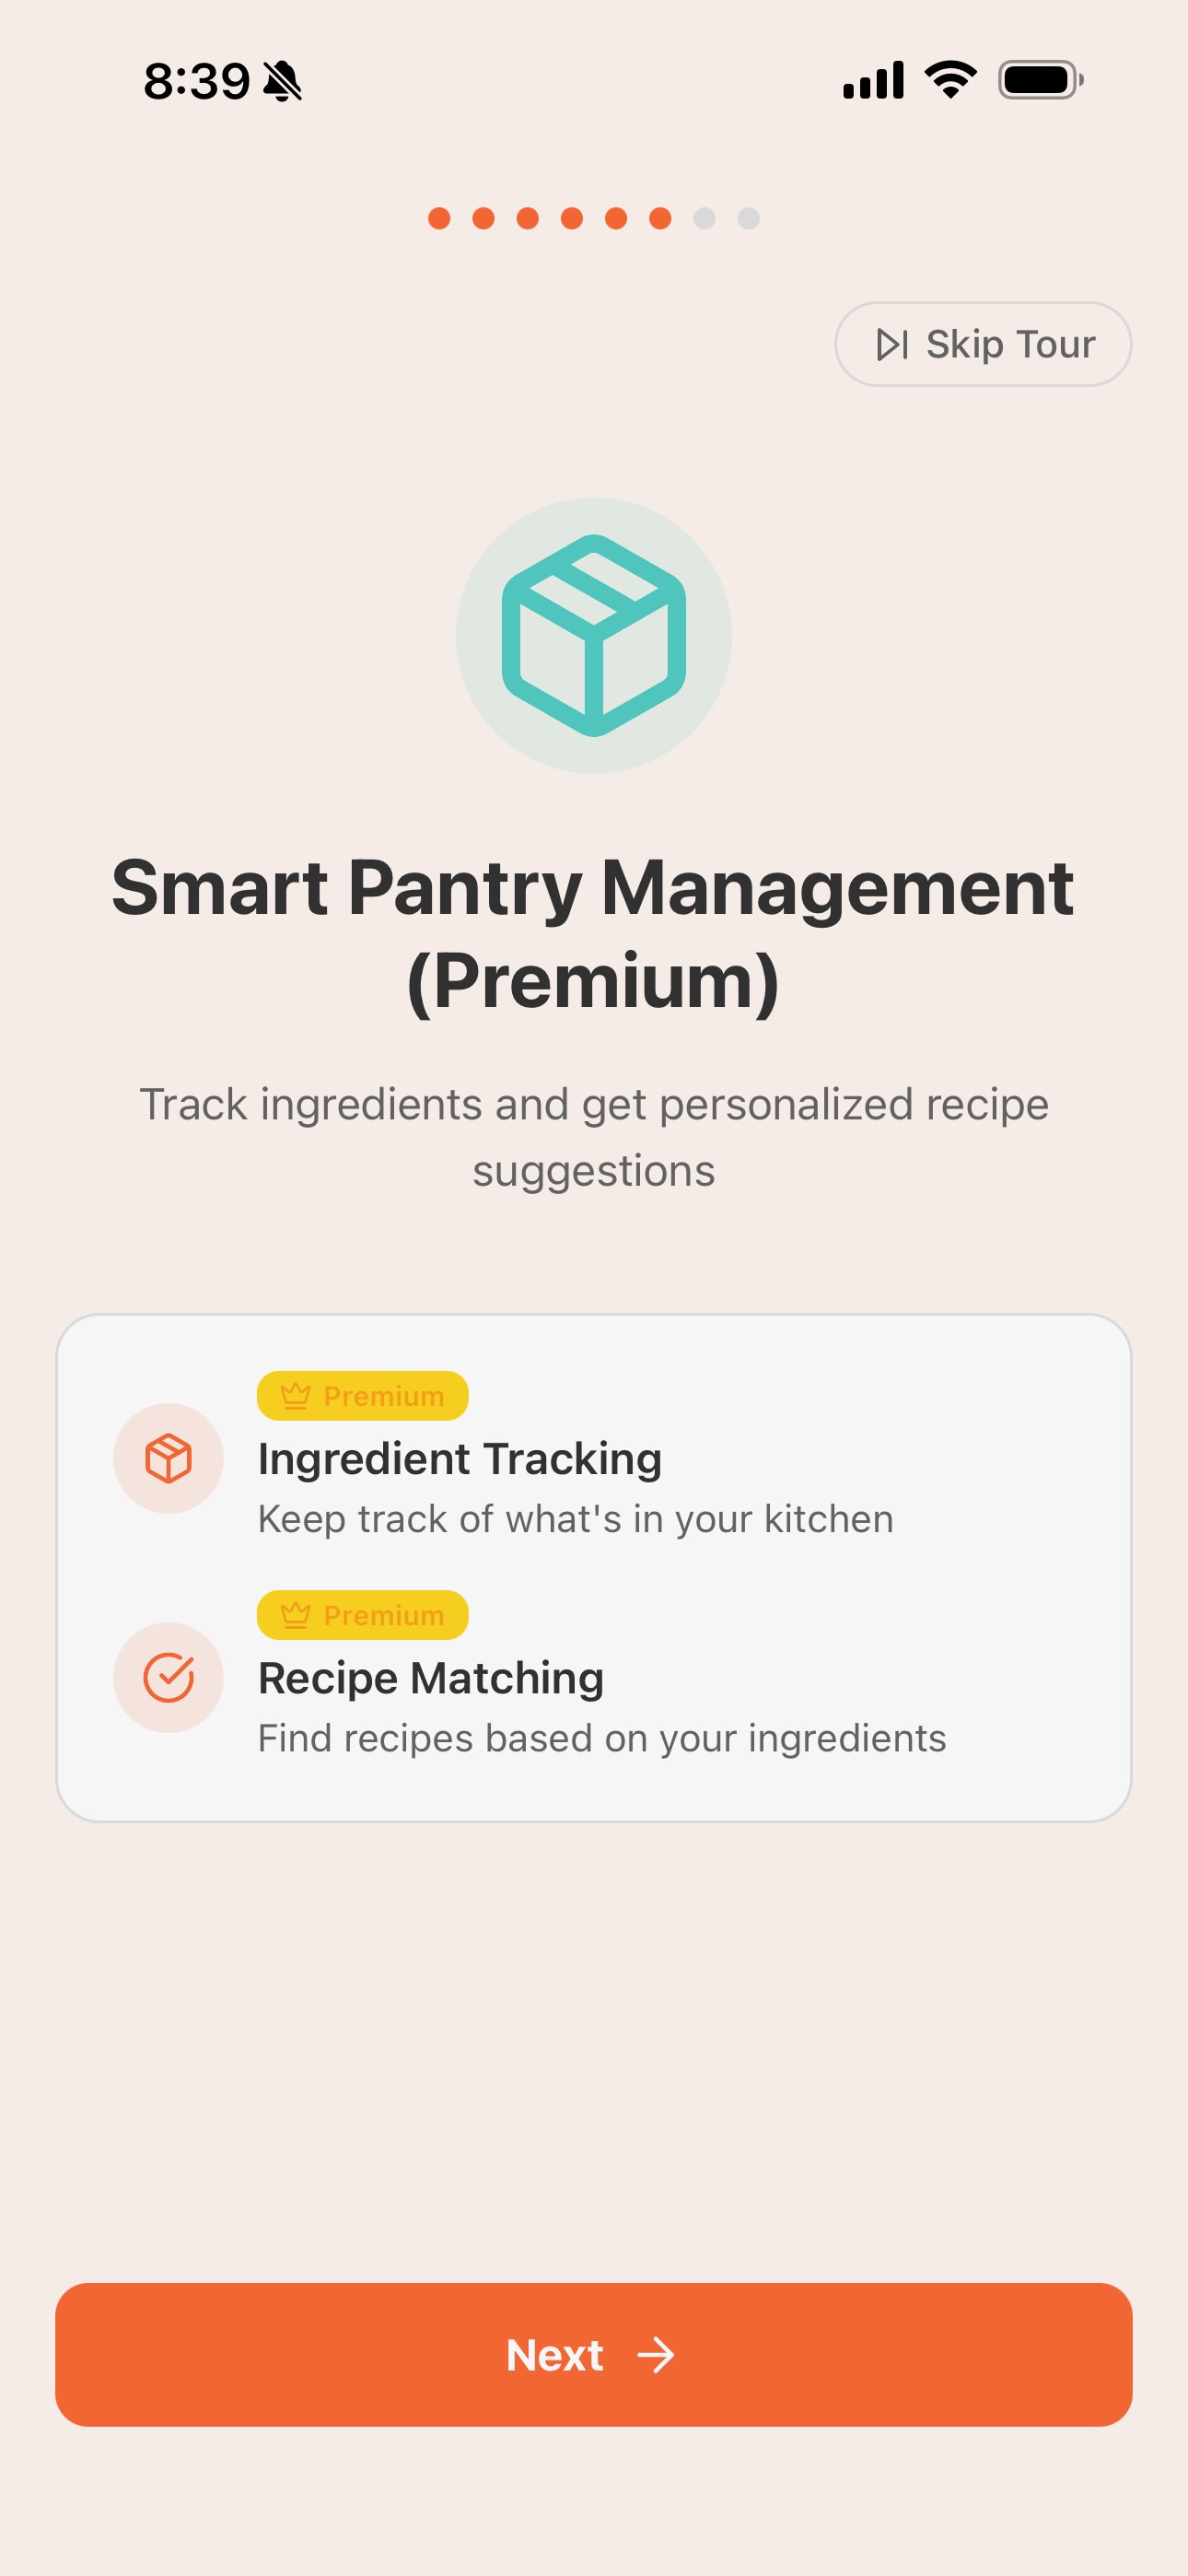 8:39
Skip Tour
Smart Pantry Management
(Premium)
Track ingredients and get personalized recipe
suggestions
Premium
Ingredient Tracking
Keep track of what's in your kitchen
Premium
Recipe Matching
Find recipes based on your ingredients
Next